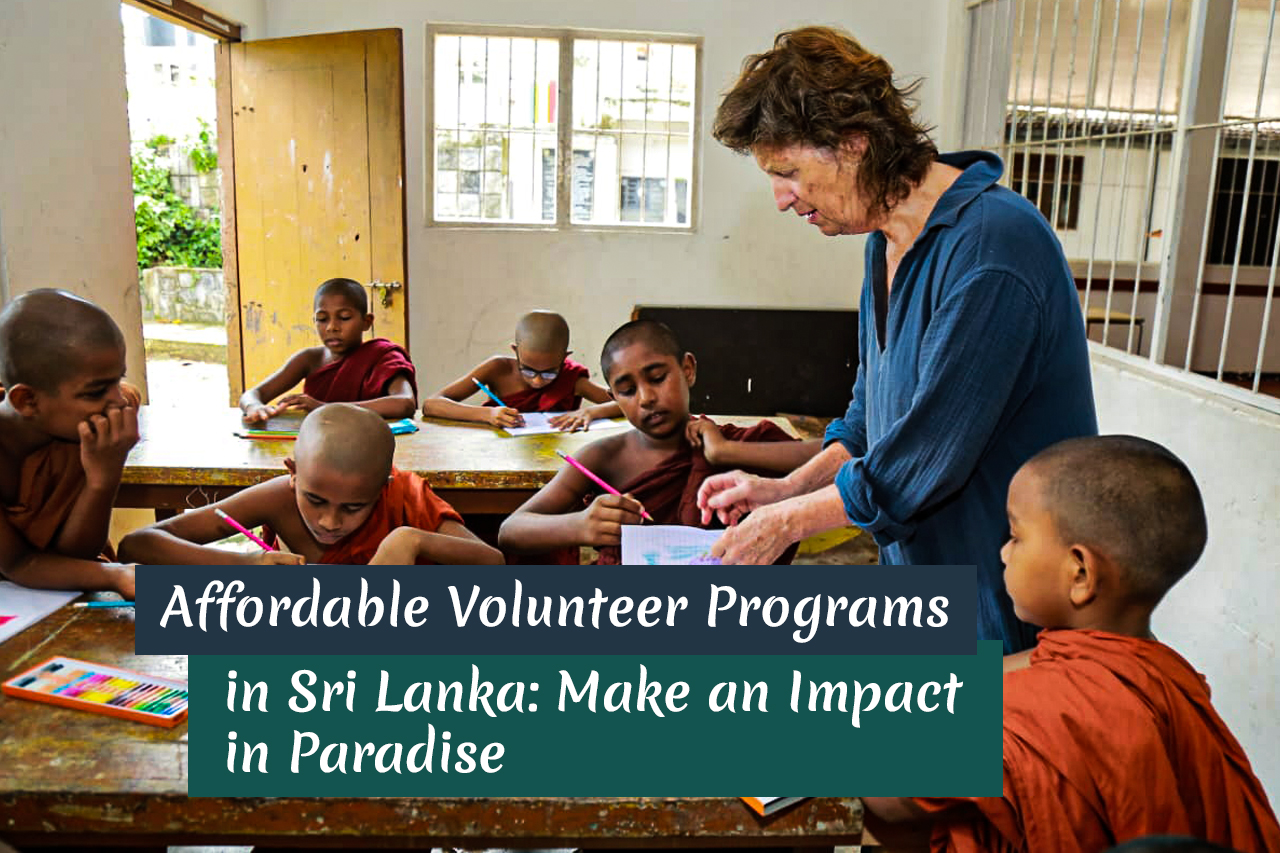 Affordable Volunteer Programs
in Sri Lanka: Make an Impact
in Paradise